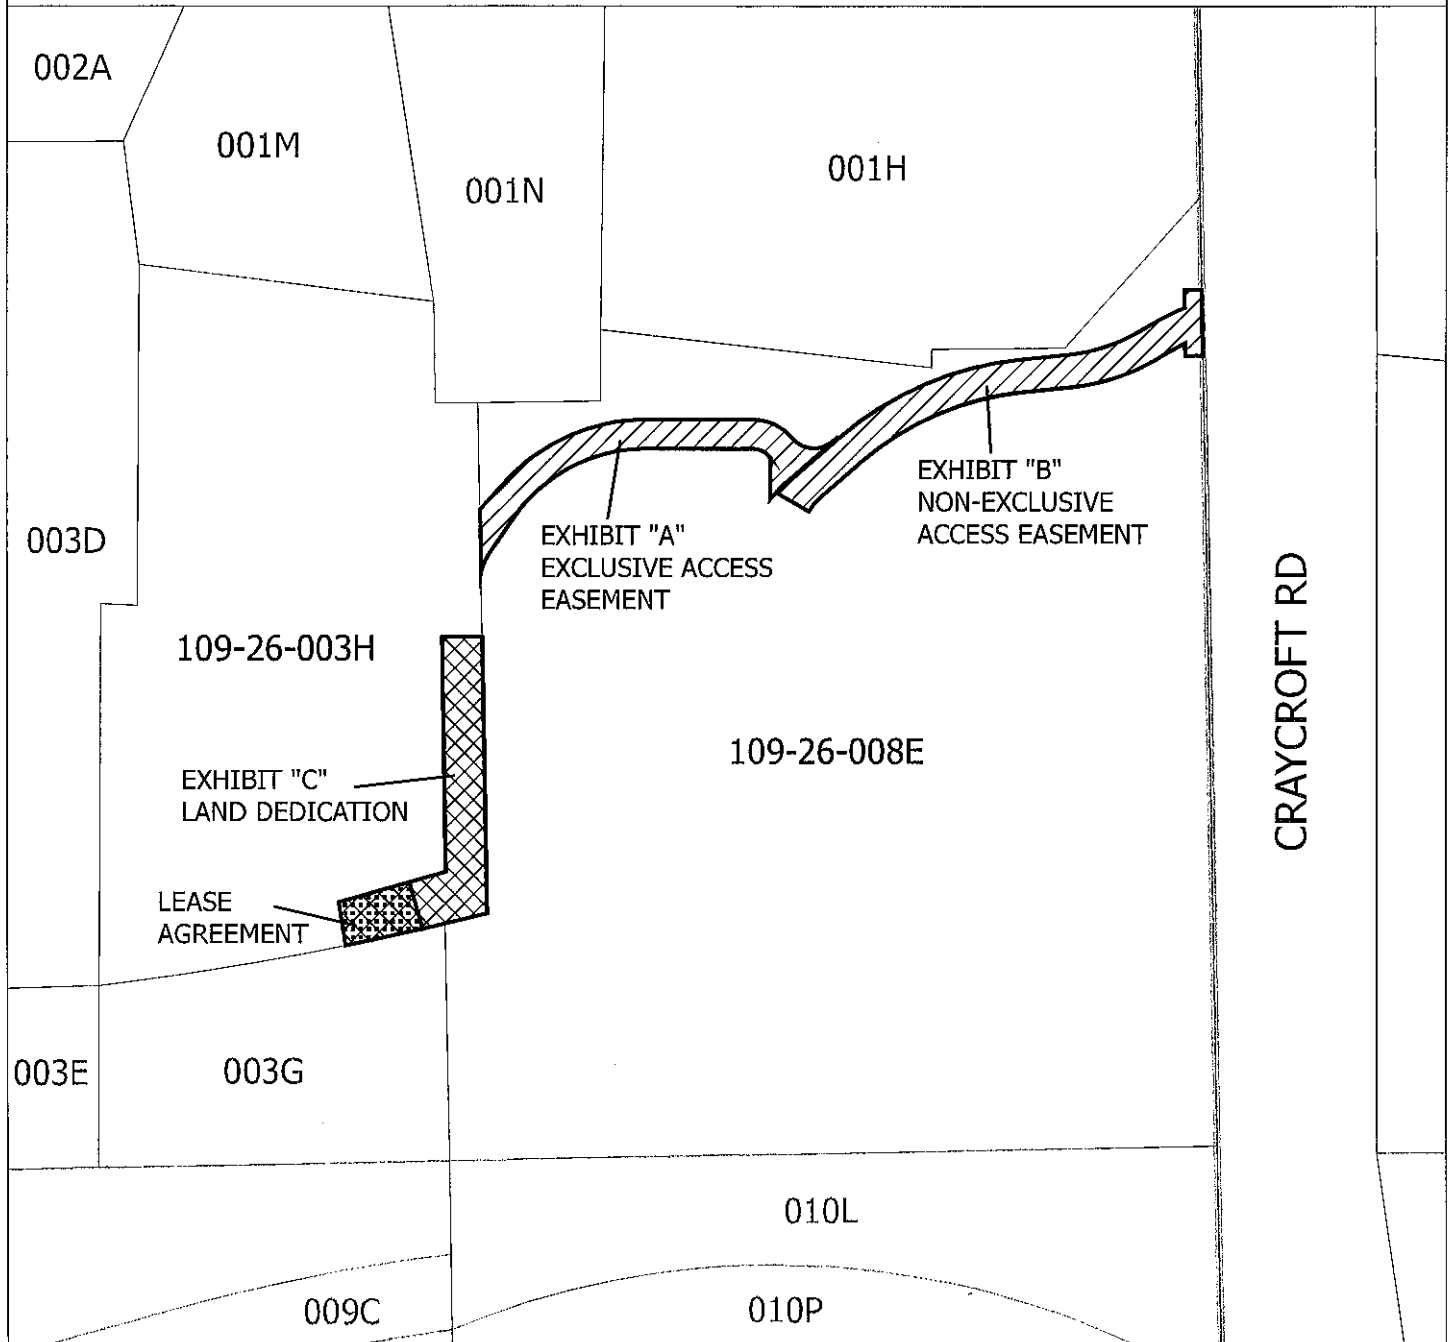 002A
001M
001N
001H
EXHIBIT "B"
NON-EXCLUSIVE
ACCESS EASEMENT
EXHIBIT "A"
EXCLUSIVE ACCESS
EASEMENT
003D
109-26-003H
109-26-008E
CRAYCROFT RD
EXHIBIT "C"
LAND DEDICATION
LEASE
AGREEMENT
003E
003G
010L
009C
010P